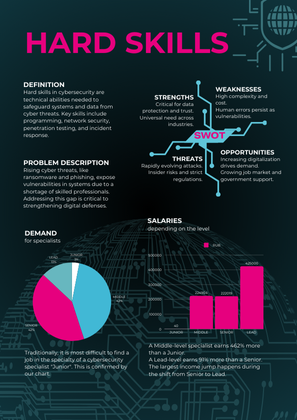 HARD SKILLS
DEFINITION
Hard skills in cybersecurity are
technical abilities needed to
safeguard systems and data from
cyber threats. Key skills include
programming, network security,
penetration testing, and incident
response.
PROBLEM DESCRIPTION
Rising cyber threats, like
ransomware and phishing, expose
vulnerabilities in systems due to a
shortage of skilled professionals.
Addressing this gap is critical to
strengthening digital defenses.
STRENGTHS
Critical for data
protection and trust.
Universal need across
industries.
WEAKNESSES
High complexity and
cost.
Human errors persist as
vulnerabilities.
SWOT
THREATS
Rapidly evolving attacks.
Insider risks and strict
regulations.
OPPORTUNITIES
Increasing digitalization
drives demand.
Growing job market and
government support.
DEMAND
for specialists
JUNIOR
MIDDLE
SENIOR
SALARIES
depending on the level
500000
400000
300000
200000
100000
0
JUNIOR
MIDDLE
SENIOR
LEAD
Traditionally, it is most difficult to find a
job in the specialty of a cybersecurity
specialist "Junior". This is confirmed by
our chart.
A Middle-level specialist earns 462% more
than a Junior.
A Lead-level earns 91% more than a Senior.
The largest income jump happens during
the shift from Senior to Lead.